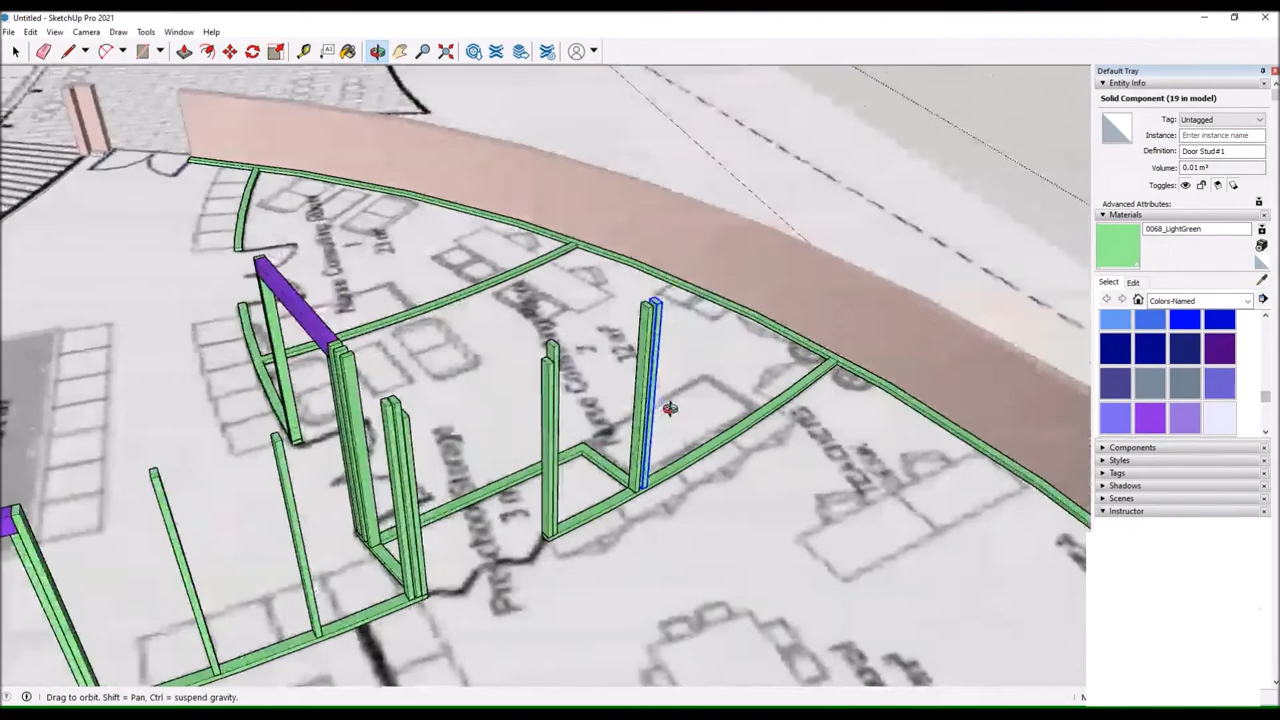 Untitled - SketchUp Pro 2021
File Edit View Camera Draw Tools Window Help
Default Tray
Entity Info
Solid Component (19 in model)
Tag: Untagged
Instance: Enter instance name
Definition: Door Stud#1
Volume: 0.01 m³
Toggles:
Advanced Attributes:
Materials
0068_LightGreen
Select Edit
Colors-Named
Components
Styles
Tags
Shadows
Scenes
Instructor
Drag to orbit. Shift = Pan, Ctrl = suspend gravity.